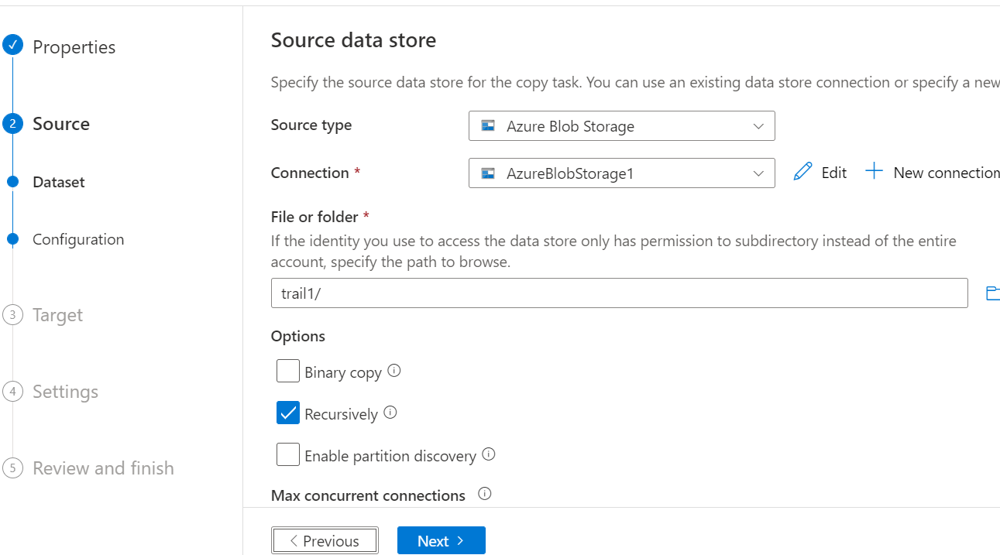 Properties
2
Source
Dataset
Configuration
3
Target
4
Settings
5
Review and finish
Source data store
Specify the source data store for the copy task. You can use an existing data store connection or specify a new
Source type
Azure Blob Storage
Connection *
AzureBlobStorage1
Edit
New connection
File or folder *
If the identity you use to access the data store only has permission to subdirectory instead of the entire
account, specify the path to browse.
trail1/
Options
Binary copy
Recursively
Enable partition discovery
Max concurrent connections
< Previous
Next >